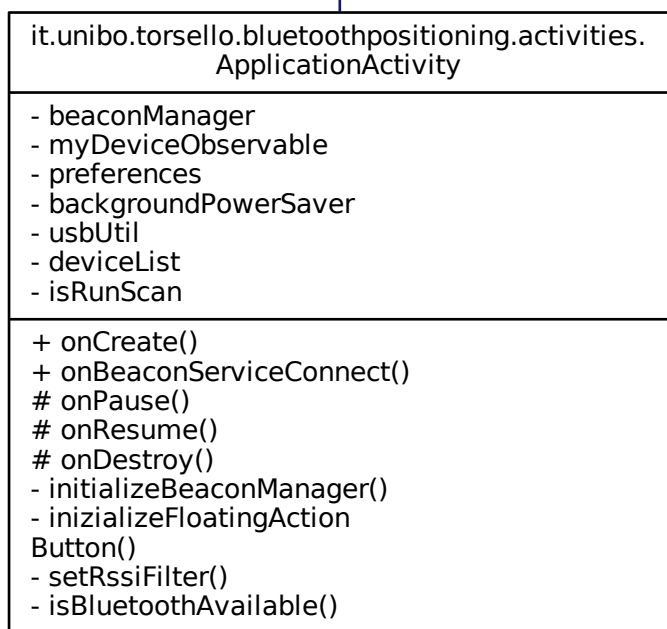 it.unibo.torsello.bluetoothpositioning.activities.
ApplicationActivity
- beaconManager
- myDeviceObservable
- preferences
- backgroundPowerSaver
- usbUtil
- deviceList
- isRunScan
+ onCreate()
+ onBeaconServiceConnect()
# onPause()
# onResume()
# onDestroy()
- initializeBeaconManager()
- inizializeFloatingAction
Button()
- setRssiFilter()
- isBluetoothAvailable()